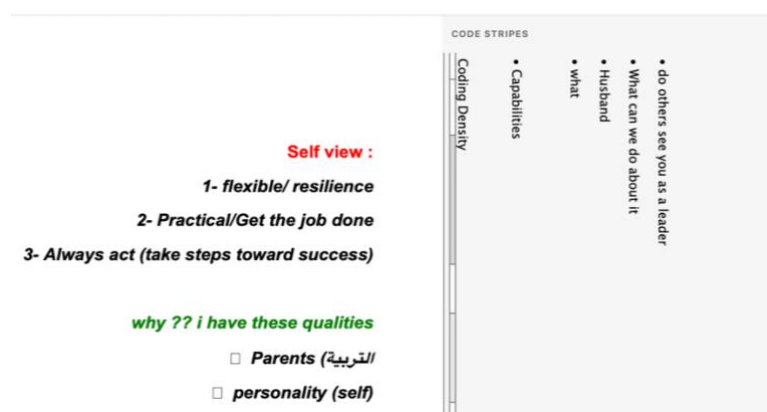 CODE STRIPES
Self view :
1- flexible/ resilience
2- Practical/Get the job done
3- Always act (take steps toward success)
why ?? i have these qualities
Parents (التربية
personality (self)
Coding Density
• Capabilities
• what
• Husband
• What can we do about it
• do others see you as a leader